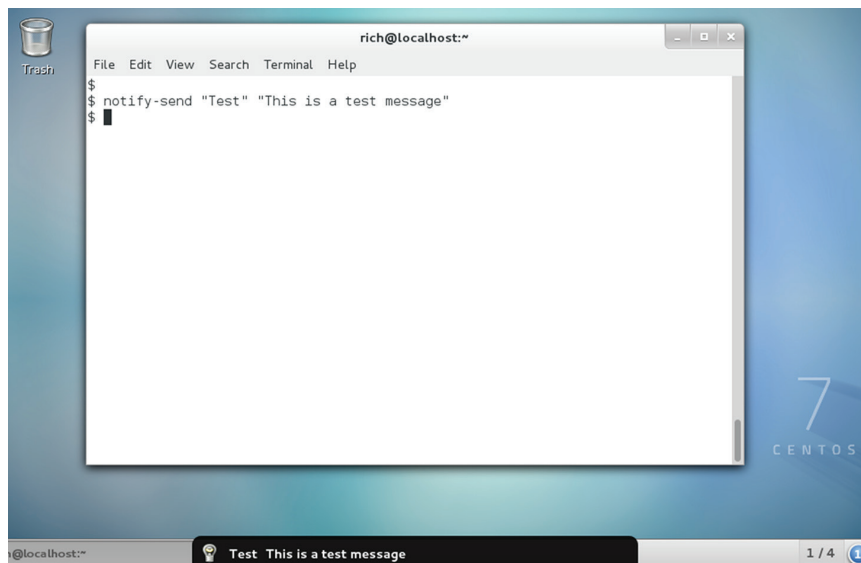 rich@localhost:~
Trash
File Edit View Search Terminal Help
$
$ notify-send "Test" "This is a test message"
$
7
CENTOS
n@localhost:~
Test This is a test message
1 / 4
1